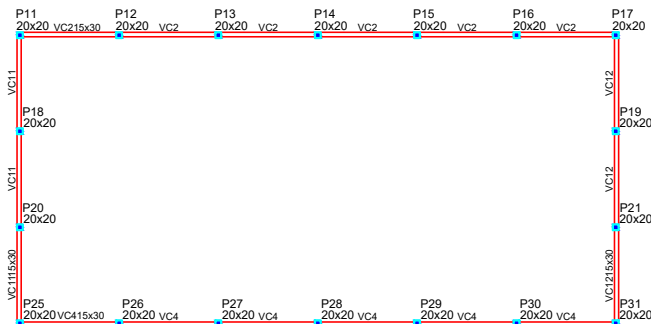 P11 P12 P13 P14 P15 P16 P17
20x20 VC215x30 20x20 VC2 20x20 VC2 20x20 VC2 20x20 VC2 20x20 VC2 20x20
VC11 VC12
P18 P19
20x20 20x20
VC11 VC12
P20 P21
20x20 20x20
VC1115x30 VC1215x30
P25 P26 P27 P28 P29 P30 P31
20x20 VC415x30 20x20 VC4 20x20 VC4 20x20 VC4 20x20 VC4 20x20 VC4 20x20